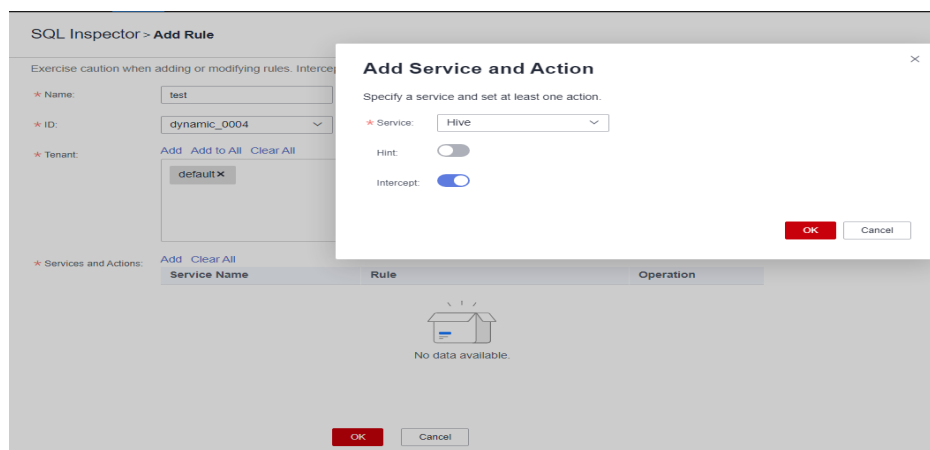 SQL Inspector > Add Rule
Exercise caution when adding or modifying rules. Interce
* Name: test
* ID: dynamic_0004
* Tenant: Add Add to All Clear All
default ×
* Services and Actions: Add Clear All
Service Name Rule Operation
No data available.
OK Cancel
Add Service and Action
Specify a service and set at least one action.
* Service: Hive
Hint:
Intercept:
OK Cancel